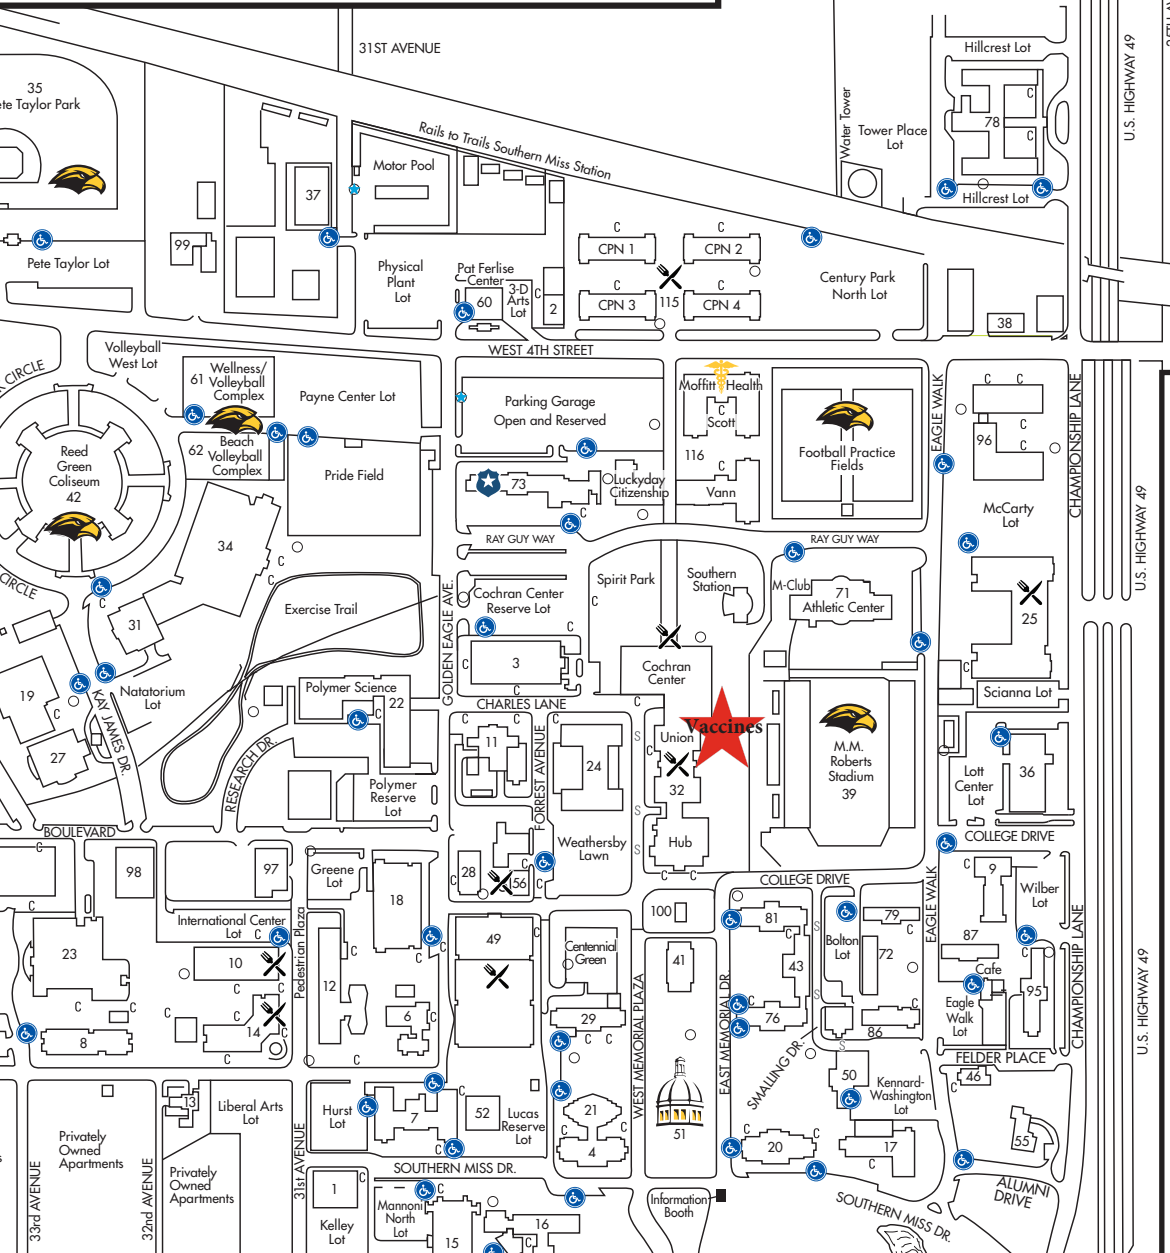 31ST AVENUE
Hillcrest Lot
U.S. HIGHWAY 49
35
Taylor Park
Water Tower
Tower Place
Lot
C
78
C
Rails to Trails Southern Miss Station
Motor Pool
37
Hillcrest Lot
99
Pete Taylor Lot
Physical
Plant
Lot
Pat Ferlise
Center
60
3-D
Arts
Lot
C
2
C
CPN 1
C
CPN 2
C
CPN 3
115
C
CPN 4
Century Park
North Lot
38
WEST 4TH STREET
CIRCLE
Volleyball
West Lot
61
Wellness/
Volleyball
Complex
Payne Center Lot
Parking Garage
Open and Reserved
Moffitt Health
C
Scott
116
C
Vann
Football Practice
Fields
EAGLE WALK
C C
96
C
C
CHAMPIONSHIP LANE
McCarty
Lot
U.S. HIGHWAY 49
62
Beach
Volleyball
Complex
Pride Field
Reed
Green
Coliseum
42
73
C
Luckyday
Citizenship
RAY GUY WAY
RAY GUY WAY
34
C
C
CIRCLE
C
31
Exercise Trail
GOLDEN EAGLE AVE.
Cochran Center
Reserve Lot
C
C
3
C
Spirit Park
C
Southern
Station
M-Club
71
Athletic Center
25
C
C
Cochran
Center
C
Scianna Lot
19
C
KAY JAMES DR.
Natatorium
Lot
27
Polymer Science
22
C
RESEARCH DR.
Polymer
Reserve
Lot
CHARLES LANE
C
C
11
FORREST AVENUE
24
Weathersby
Lawn
S
S
S
Vaccines
Union
C
32
Hub
C C
M.M.
Roberts
Stadium
39
C
36
Lott
Center
Lot
COLLEGE DRIVE
BOULEVARD
C
98
97
C
Greene
Lot
18
C
C
28
C
56
C
COLLEGE DRIVE
EAGLE WALK
9
C
Wilber
Lot
CHAMPIONSHIP LANE
U.S. HIGHWAY 49
C
International Center
Lot
C
Pedestrian Plaza
23
C
C
C
10
C
C
14
C
C
8
12
C
C
6
C
49
C
C
Centennial
Green
29
C C
WEST MEMORIAL PLAZA
100
41
EAST MEMORIAL DR.
81
C
43
C
76
S
S
S
Bolton
Lot
79
C
72
C
86
87
C
Cafe
Eagle
Walk
Lot
C
95
FELDER PLACE
SMALLING DR.
50
Kennard-
Washington
Lot
46
55
13
Liberal Arts
Lot
Hurst
Lot
7
C
C
52
Lucas
Reserve
Lot
C
21
C
4
C
51
C
20
C
17
C
Privately
Owned
Apartments
Privately
Owned
Apartments
33rd AVENUE
32nd AVENUE
31st AVENUE
SOUTHERN MISS DR.
1
Kelley
Lot
Mannoni
North
Lot
C
15
16
C
Information
Booth
SOUTHERN MISS DR.
ALUMNI
DRIVE